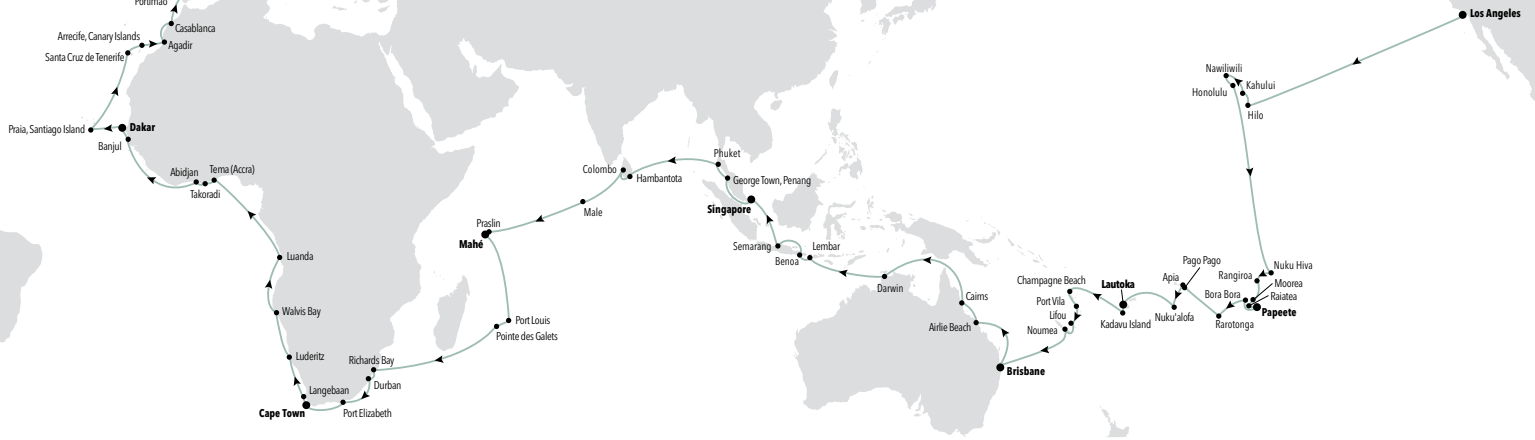 Portimão
Casablanca
Arrecife, Canary Islands
Agadir
Santa Cruz de Tenerife
Praia, Santiago Island
Dakar
Banjul
Abidjan
Tema (Accra)
Takoradi
Luanda
Walvis Bay
Luderitz
Langebaan
Cape Town
Port Elizabeth
Durban
Richards Bay
Pointe des Galets
Port Louis
Mahé
Praslin
Male
Colombo
Hambantota
Phuket
George Town, Penang
Singapore
Semarang
Benoa
Lembar
Darwin
Cairns
Airlie Beach
Brisbane
Noumea
Lifou
Port Vila
Champagne Beach
Lautoka
Kadavu Island
Nuku'alofa
Apia
Pago Pago
Rarotonga
Bora Bora
Rangiroa
Nuku Hiva
Moorea
Raiatea
Papeete
Nawiliwili
Honolulu
Kahului
Hilo
Los Angeles